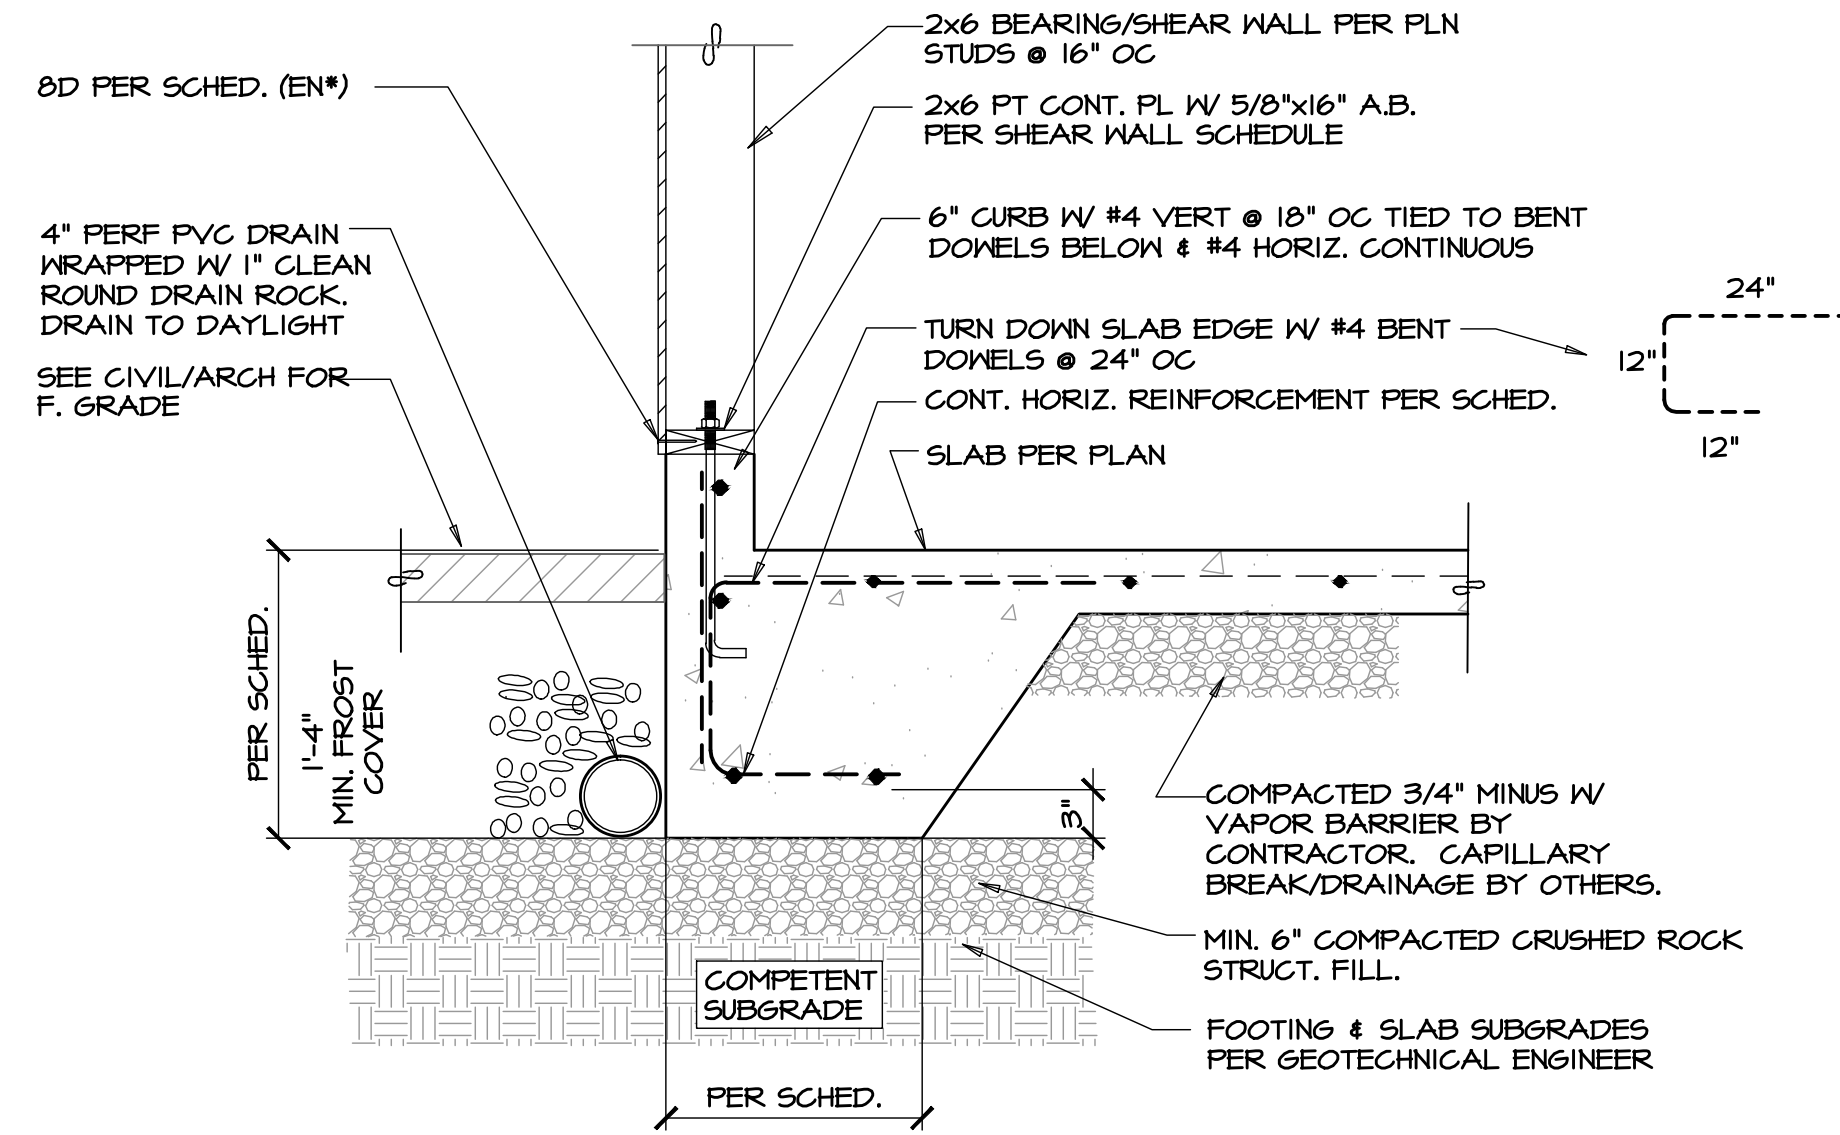 8D PER SCHED. (EN*)
4" PERF PVC DRAIN
WRAPPED W/ 1" CLEAN
ROUND DRAIN ROCK.
DRAIN TO DAYLIGHT
SEE CIVIL/ARCH FOR
F. GRADE
2x6 BEARING/SHEAR WALL PER PLN
STUDS @ 16" OC
2x6 PT CONT. PL W/ 5/8"x16" A.B.
PER SHEAR WALL SCHEDULE
6" CURB W/ #4 VERT @ 18" OC TIED TO BENT
DOWELS BELOW & #4 HORIZ. CONTINUOUS
TURN DOWN SLAB EDGE W/ #4 BENT
DOWELS @ 24" OC
CONT. HORIZ. REINFORCEMENT PER SCHED.
SLAB PER PLAN
24"
12"
12"
PER SCHED.
1'-4"
MIN. FROST
COVER
3"
COMPACTED 3/4" MINUS W/
VAPOR BARRIER BY
CONTRACTOR. CAPILLARY
BREAK/DRAINAGE BY OTHERS.
MIN. 6" COMPACTED CRUSHED ROCK
STRUCT. FILL.
COMPETENT
SUBGRADE
FOOTING & SLAB SUBGRADES
PER GEOTECHNICAL ENGINEER
PER SCHED.